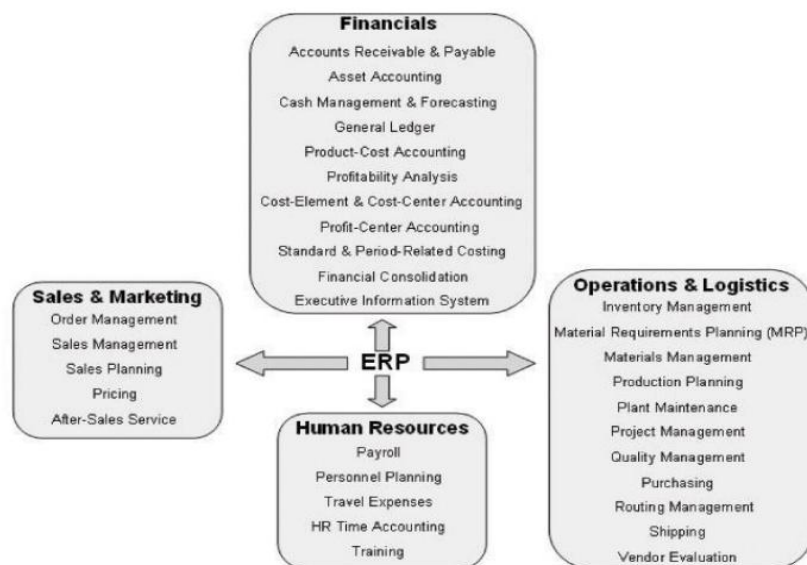 Financials
Accounts Receivable & Payable
Asset Accounting
Cash Management & Forecasting
General Ledger
Product-Cost Accounting
Profitability Analysis
Cost-Element & Cost-Center Accounting
Profit-Center Accounting
Standard & Period-Related Costing
Financial Consolidation
Executive Information System
Sales & Marketing
Order Management
Sales Management
Sales Planning
Pricing
After-Sales Service
ERP
Operations & Logistics
Inventory Management
Material Requirements Planning (MRP)
Materials Management
Production Planning
Plant Maintenance
Project Management
Quality Management
Purchasing
Routing Management
Shipping
Vendor Evaluation
Human Resources
Payroll
Personnel Planning
Travel Expenses
HR Time Accounting
Training